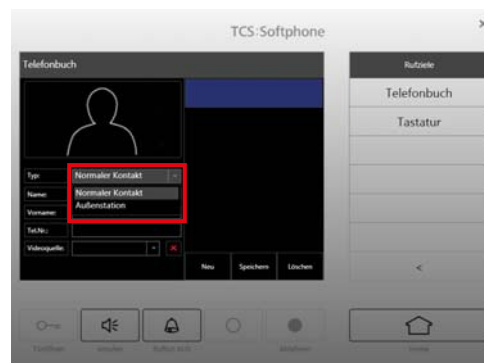 TCS:Softphone
Telefonbuch
Typ: Normaler Kontakt
Normaler Kontakt
Außenstation
Name:
Vorname:
Tel.Nr.:
Videoquelle:
Neu Speichern Löschen
Rufziele
Telefonbuch
Tastatur
<
Home